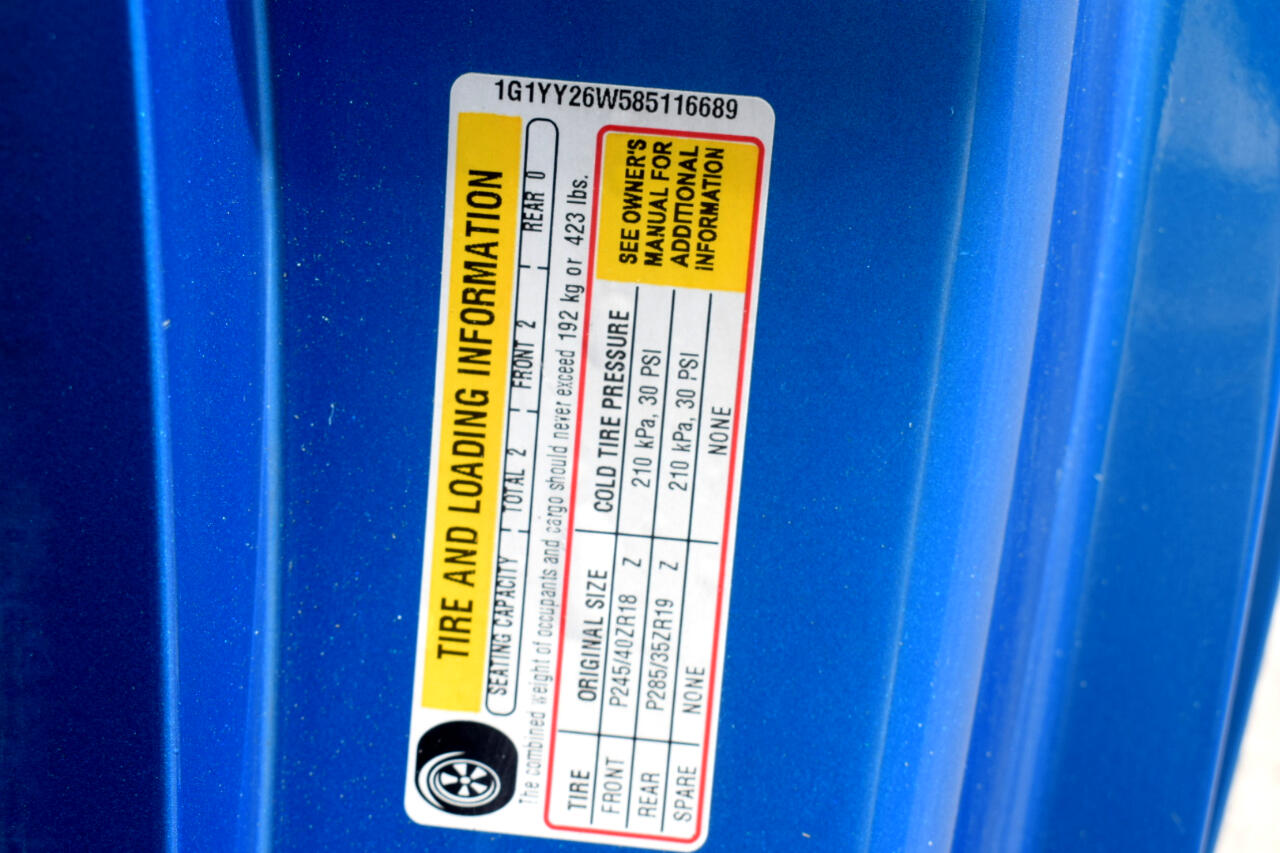 1G1YY26W585116689
TIRE AND LOADING INFORMATION
SEATING CAPACITY TOTAL 2 FRONT 2 REAR 0
The combined weight of occupants and cargo should never exceed 192 kg or 423 lbs.
TIRE ORIGINAL SIZE COLD TIRE PRESSURE
FRONT P245/40ZR18 Z 210 kPa, 30 PSI
REAR P285/35ZR19 Z 210 kPa, 30 PSI
SPARE NONE NONE
SEE OWNER'S
MANUAL FOR
ADDITIONAL
INFORMATION